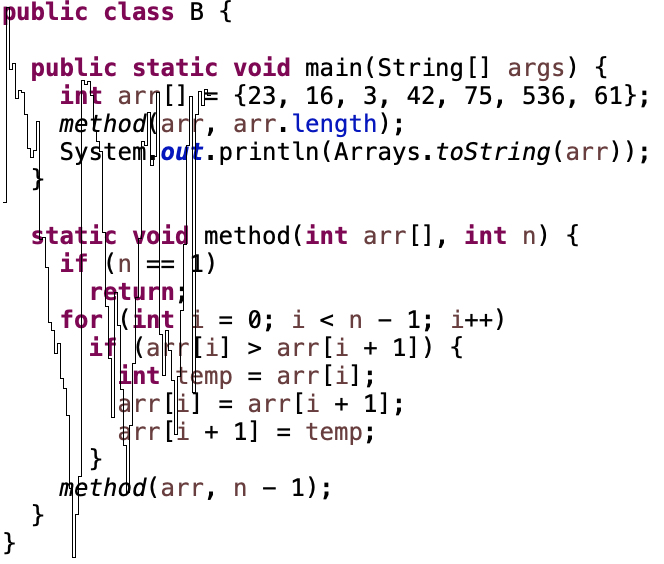 public class B {
public static void main(String[] args) {
int arr[] = {23, 16, 3, 42, 75, 536, 61};
method(arr, arr.length);
System.out.println(Arrays.toString(arr));
}
static void method(int arr[], int n) {
if (n == 1)
return;
for (int i = 0; i < n - 1; i++)
if (arr[i] > arr[i + 1]) {
int temp = arr[i];
arr[i] = arr[i + 1];
arr[i + 1] = temp;
}
method(arr, n - 1);
}
}